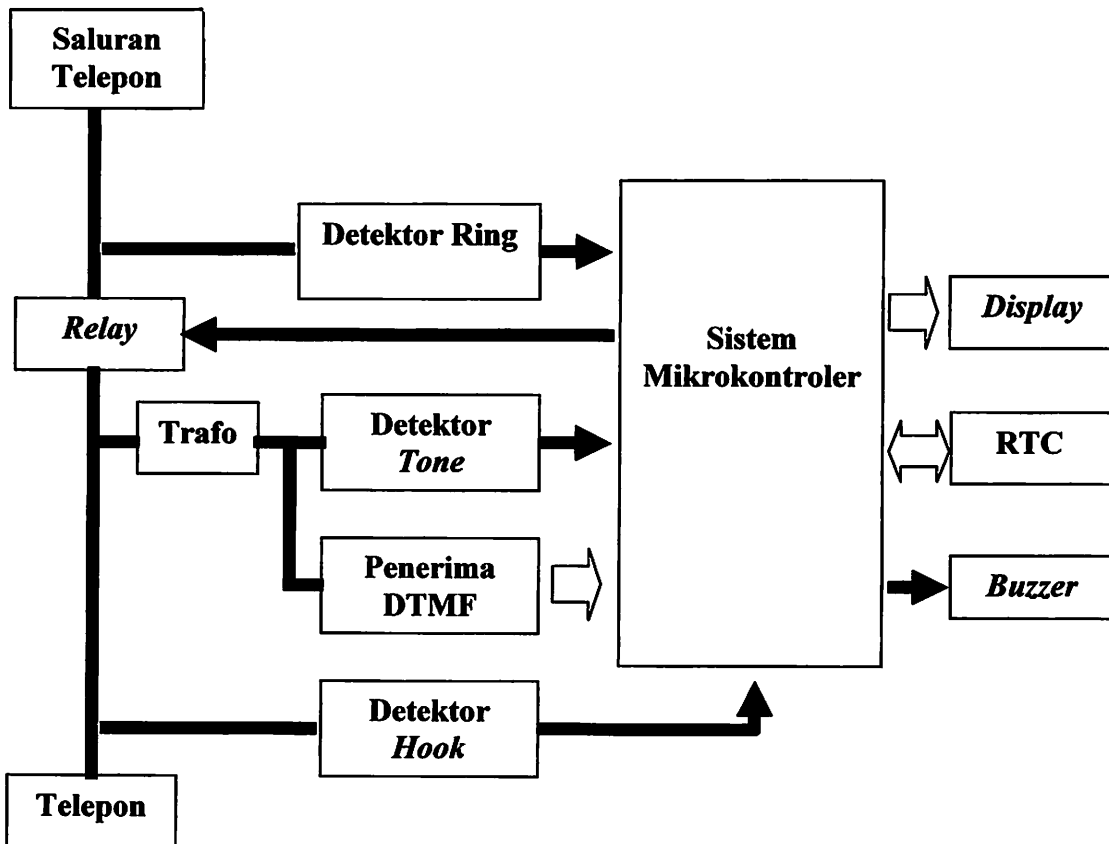 Saluran
Telepon
Detektor Ring
Relay
Sistem
Mikrokontroler
Display
Trafo
Detektor
Tone
RTC
Penerima
DTMF
Buzzer
Detektor
Hook
Telepon